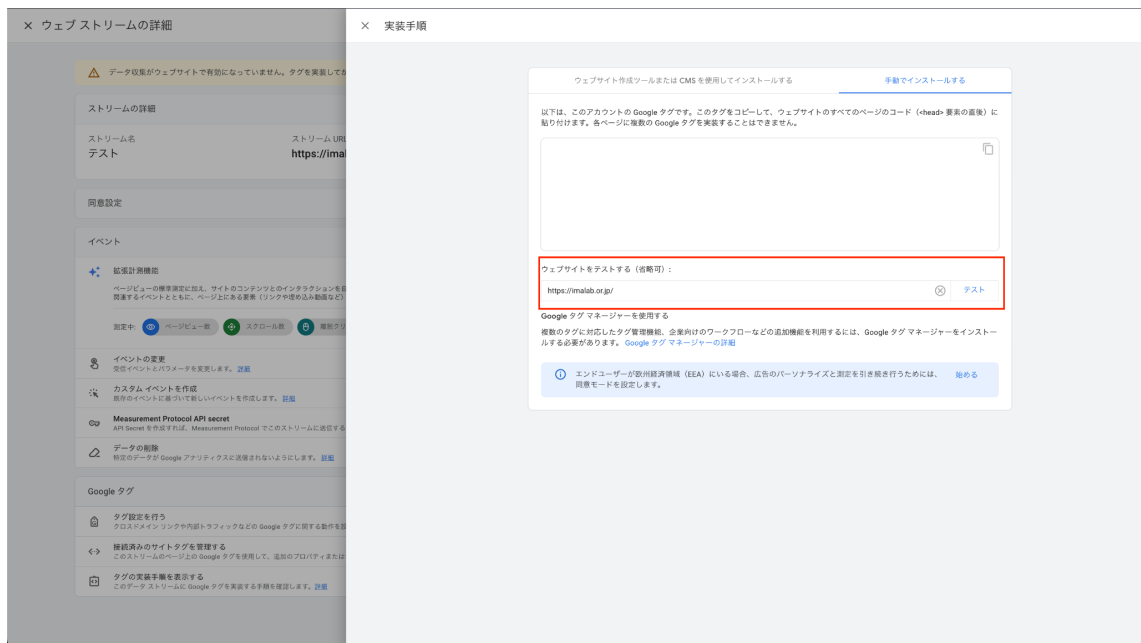 × ウェブ ストリームの詳細
データ収集がウェブサイトで有効になっていません。タグを実装してか
ストリームの詳細
ストリーム名
ストリーム URL
テスト
https://imal
同意設定
イベント
拡張計測機能
ページビューの標準測定に加え、サイトのコンテンツとのインタラクションを自
関連するイベントとともに、ページ上にある要素（リンクや埋め込み動画など）
測定中:
ページビュー数
スクロール数
離脱クリ
イベントの変更
受信イベントとパラメータを変更します。 詳細
カスタム イベントを作成
既存のイベントに基づいて新しいイベントを作成します。 詳細
Measurement Protocol API secret
API Secret を作成すれば、Measurement Protocol でこのストリームに送信する
データの削除
特定のデータが Google アナリティクスに送信されないようにします。 詳細
Google タグ
タグ設定を行う
クロスドメイン リンクや内部トラフィックなどの Google タグに関する動作を設
接続済みのサイトタグを管理する
このストリームのページ上の Google タグを使用して、追加のプロパティまたは
タグの実装手順を表示する
このデータ ストリームに Google タグを実装する手順を確認します。 詳細
× 実装手順
ウェブサイト作成ツールまたは CMS を使用してインストールする
手動でインストールする
以下は、このアカウントの Google タグです。このタグをコピーして、ウェブサイトのすべてのページのコード（<head> 要素の直後）に
貼り付けます。各ページに複数の Google タグを実装することはできません。
ウェブサイトをテストする（省略可）:
https://imalab.or.jp/
テスト
Google タグ マネージャーを使用する
複数のタグに対応したタグ管理機能、企業向けのワークフローなどの追加機能を利用するには、Google タグ マネージャーをインストー
ルする必要があります。 Google タグ マネージャーの詳細
エンドユーザーが欧州経済領域（EEA）にいる場合、広告のパーソナライズと測定を引き続き行うためには、
同意モードを設定します。
始める